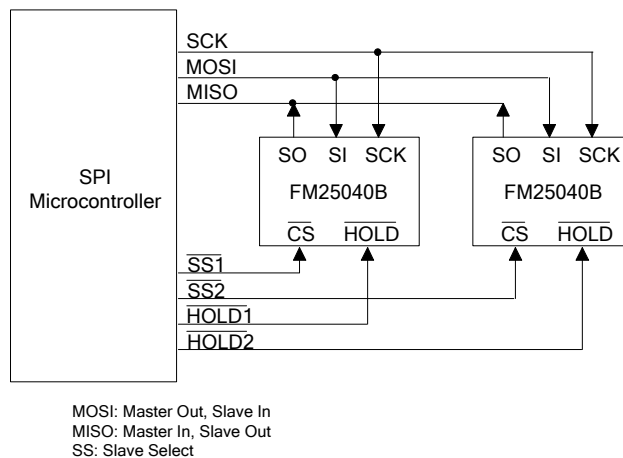 SCK
MOSI
MISO
SO SI SCK
SO SI SCK
SPI
Microcontroller
FM25040B
FM25040B
CS HOLD
CS HOLD
SS1
SS2
HOLD1
HOLD2
MOSI: Master Out, Slave In
MISO: Master In, Slave Out
SS: Slave Select